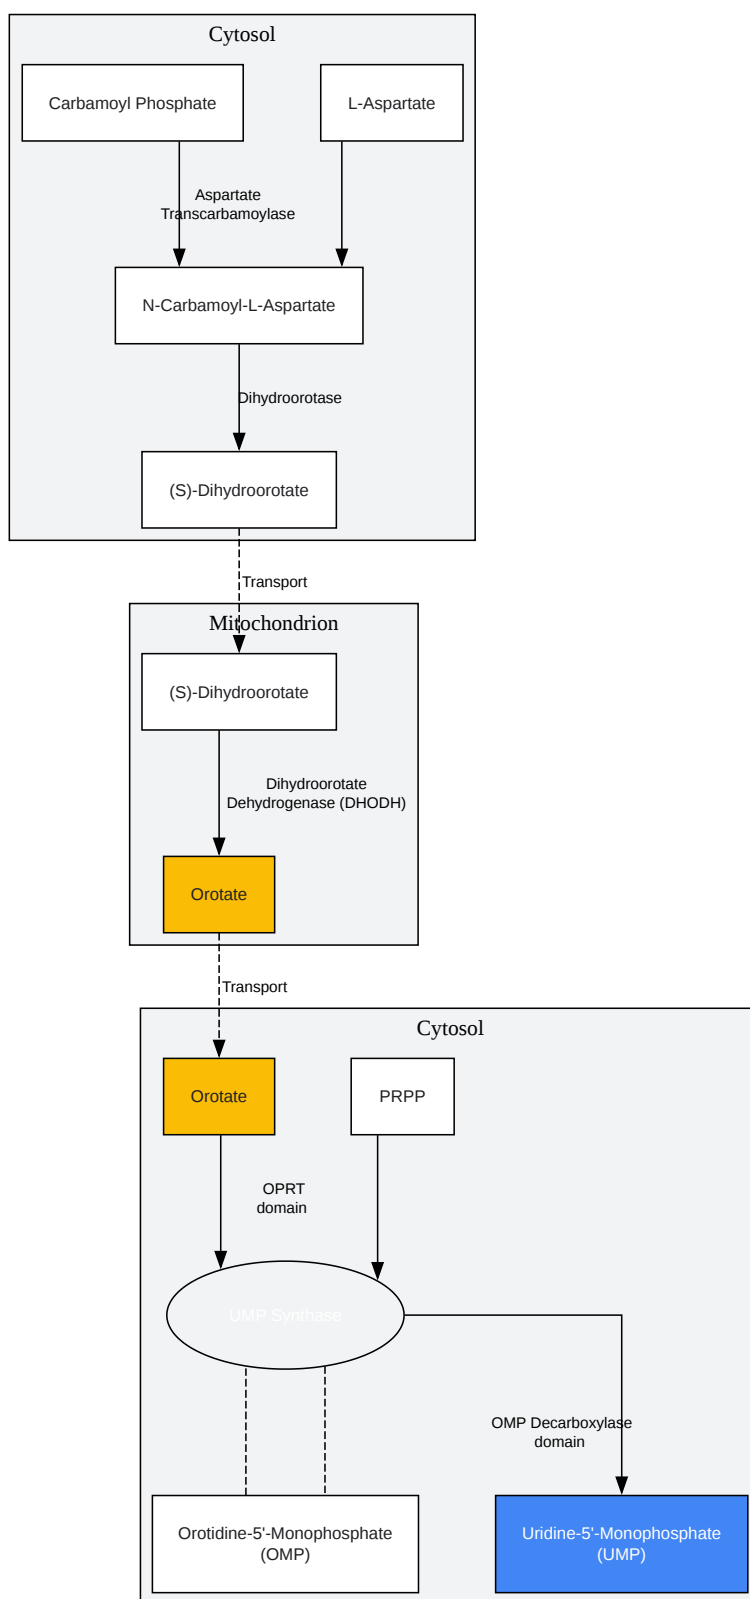 Cytosol
Carbamoyl Phosphate
L-Aspartate
Aspartate
Transcarbamoylase
N-Carbamoyl-L-Aspartate
Dihydroorotase
(S)-Dihydroorotate
Transport
Mitochondrion
(S)-Dihydroorotate
Dihydroorotate
Dehydrogenase (DHODH)
Orotate
Transport
Cytosol
Orotate
PRPP
OPRT
domain
UMP Synthase
OMP Decarboxylase
domain
Orotidine-5'-Monophosphate
(OMP)
Uridine-5'-Monophosphate
(UMP)